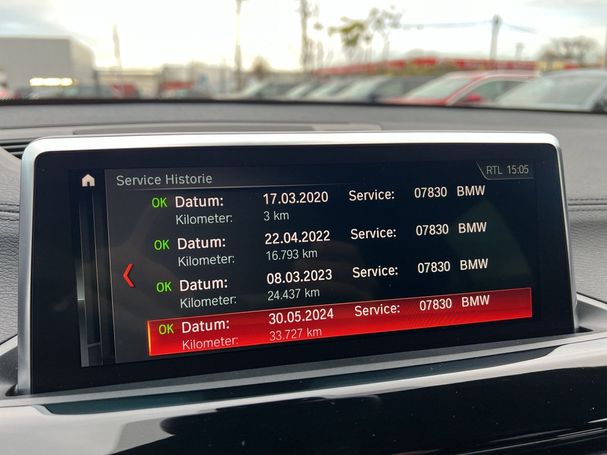 Service Historie
RTL 15:05
OK Datum: 17.03.2020 Service: 07830 BMW
Kilometer: 3 km
OK Datum: 22.04.2022 Service: 07830 BMW
Kilometer: 16.793 km
OK Datum: 08.03.2023 Service: 07830 BMW
Kilometer: 24.437 km
OK Datum: 30.05.2024 Service: 07830 BMW
Kilometer: 33.727 km